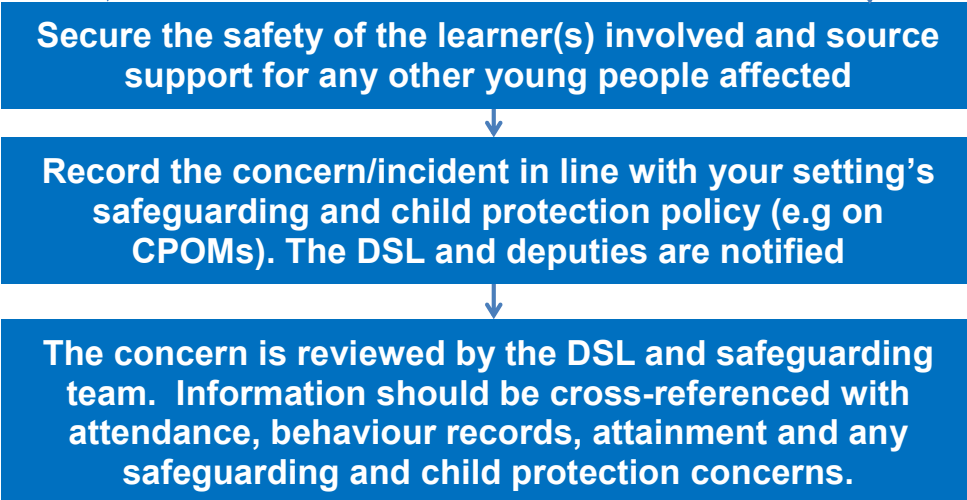 Secure the safety of the learner(s) involved and source
support for any other young people affected
Record the concern/incident in line with your setting’s
safeguarding and child protection policy (e.g on
CPOMs). The DSL and deputies are notified
The concern is reviewed by the DSL and safeguarding
team.  Information should be cross-referenced with
attendance, behaviour records, attainment and any
safeguarding and child protection concerns.